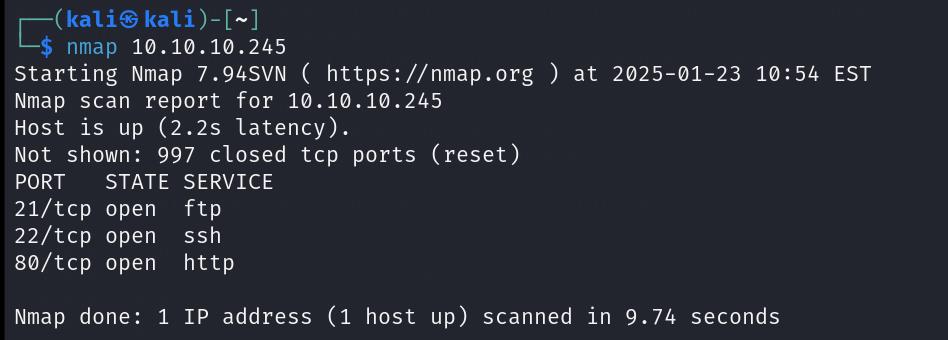 ┌──(kali㉿kali)-[~]
└─$ nmap 10.10.10.245
Starting Nmap 7.94SVN ( https://nmap.org ) at 2025-01-23 10:54 EST
Nmap scan report for 10.10.10.245
Host is up (2.2s latency).
Not shown: 997 closed tcp ports (reset)
PORT   STATE SERVICE
21/tcp open  ftp
22/tcp open  ssh
80/tcp open  http
Nmap done: 1 IP address (1 host up) scanned in 9.74 seconds